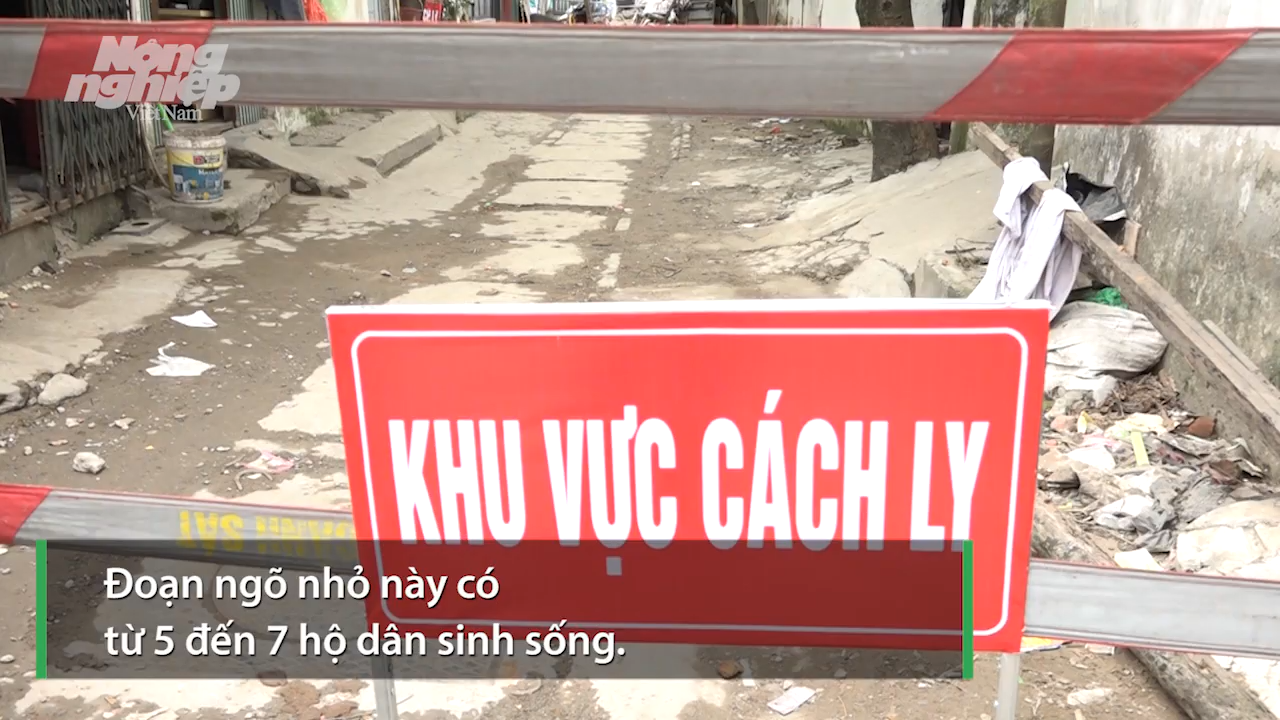 Nông
nghiệp
Việt Nam
KHU VỰC CÁCH LY
Đoạn ngõ nhỏ này có
từ 5 đến 7 hộ dân sinh sống.